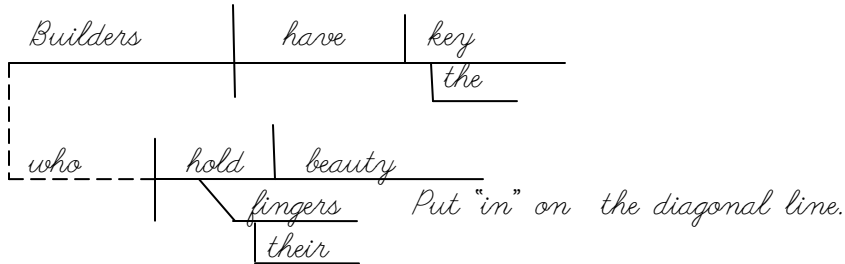 Builders have key
the
who hold beauty
fingers Put "in" on the diagonal line.
their